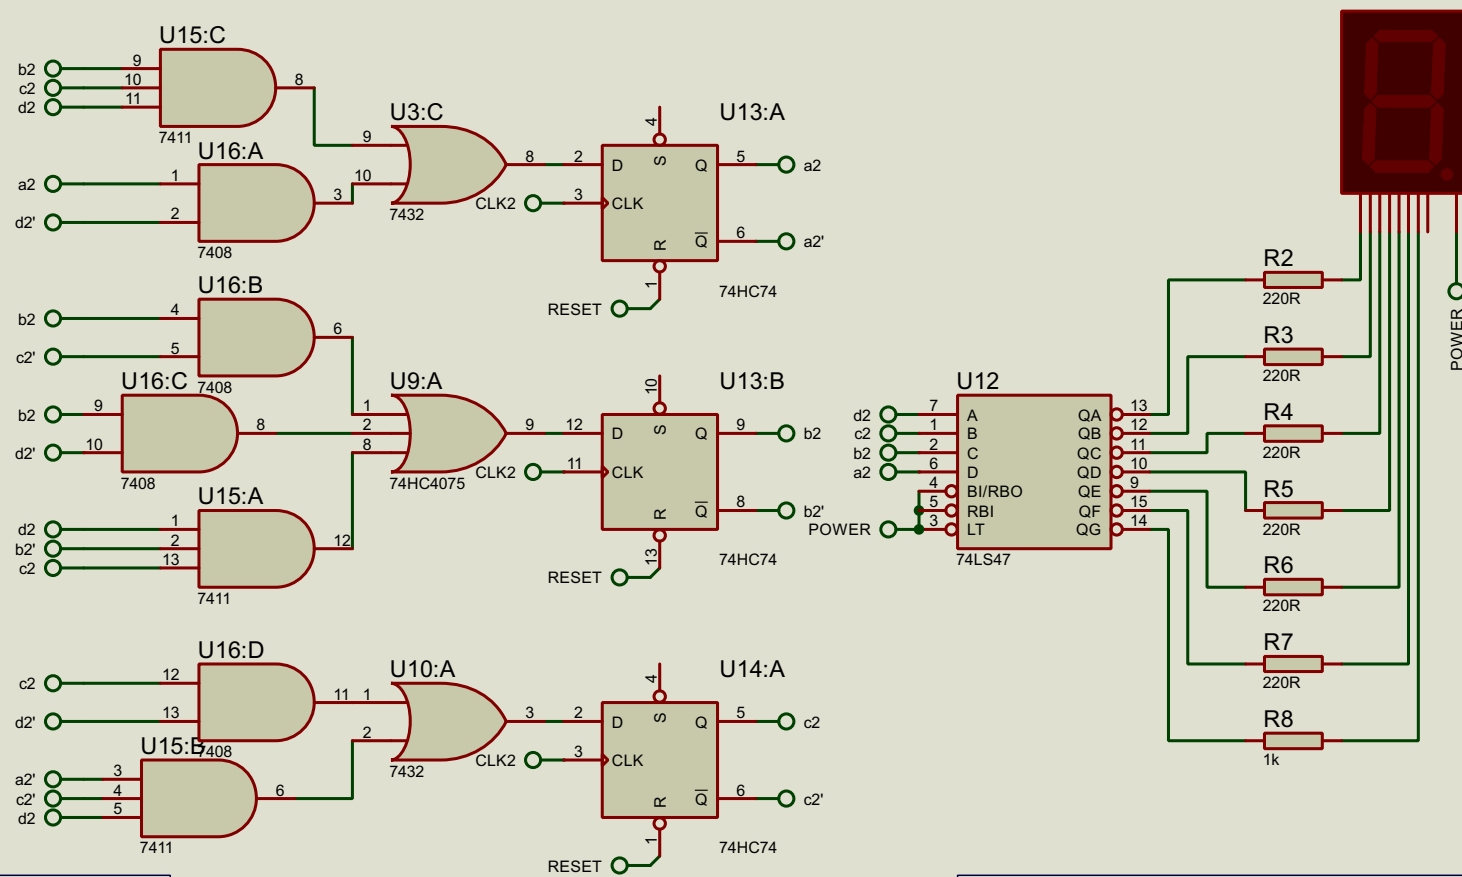 U15:C
b2 9
c2 10
d2 11
8
7411
U16:A
a2 1
d2' 2
3
7408
U3:C
9
10
8
7432
U13:A
4
S
2 D
Q 5 a2
CLK2 3 CLK
R
Q 6 a2'
1
RESET
74HC74
U16:B
b2 4
c2' 5
6
7408
U16:C
b2 9
d2' 10
8
7408
U15:A
d2 1
b2' 2
c2 13
12
7411
U9:A
1
2
8
9
74HC4075
U13:B
10
S
12 D
Q 9 b2
CLK2 11 CLK
R
Q 8 b2'
13
RESET
74HC74
U16:D
c2 12
d2' 13
11
7408
U15:B
a2' 3
c2' 4
d2 5
6
7411
U10:A
1
2
3
7432
U14:A
4
S
2 D
Q 5 c2
CLK2 3 CLK
R
Q 6 c2'
1
RESET
74HC74
U12
d2 7 A QA 13
c2 1 B QB 12
b2 2 C QC 11
a2 6 D QD 10
4 BI/RBO QE 9
5 RBI QF 15
POWER 3 LT QG 14
74LS47
R2
220R
R3
220R
R4
220R
R5
220R
R6
220R
R7
220R
R8
1k
POWER